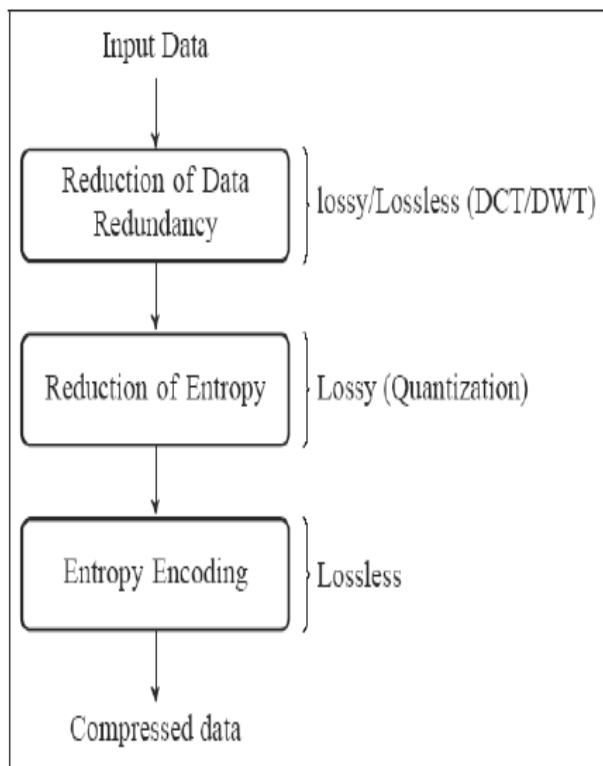 Input Data
Reduction of Data
Redundancy
lossy/Lossless (DCT/DWT)
Reduction of Entropy
Lossy (Quantization)
Entropy Encoding
Lossless
Compressed data